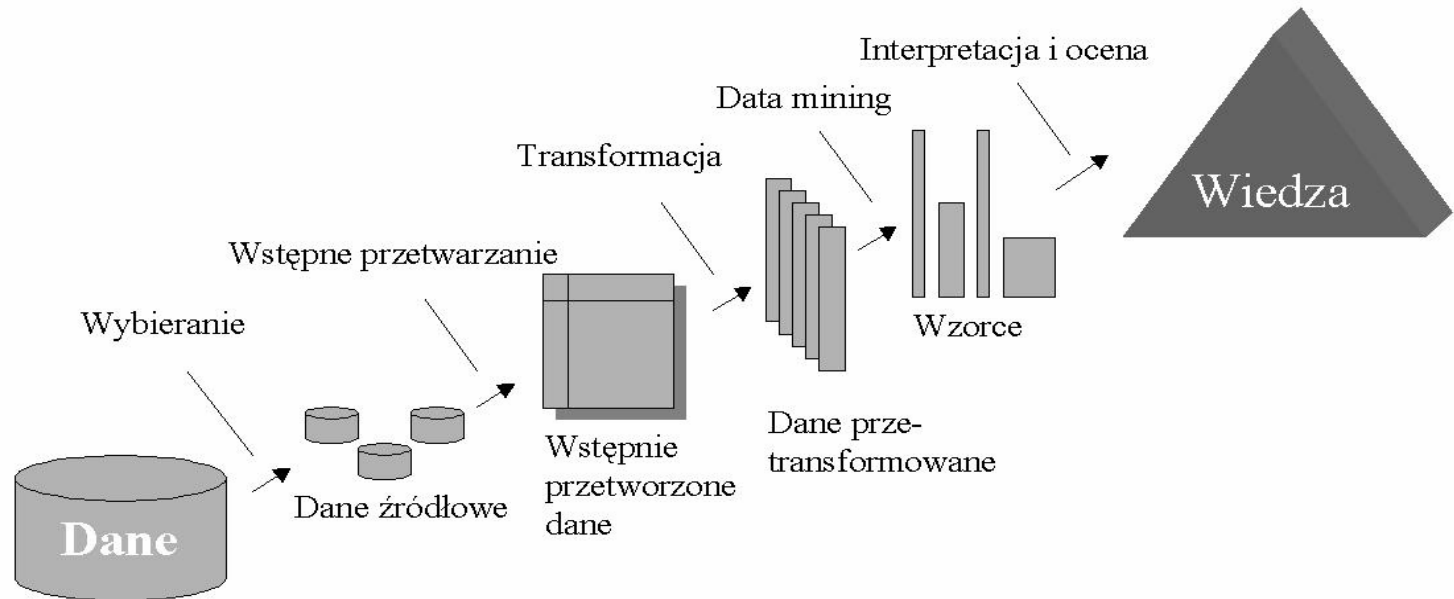 Interpretacja i ocena
Data mining
Transformacja
Wiedza
Wstępne przetwarzanie
Wybieranie
Wzorce
Dane prze-
transformowane
Wstępnie
przetworzone
dane
Dane źródłowe
Dane